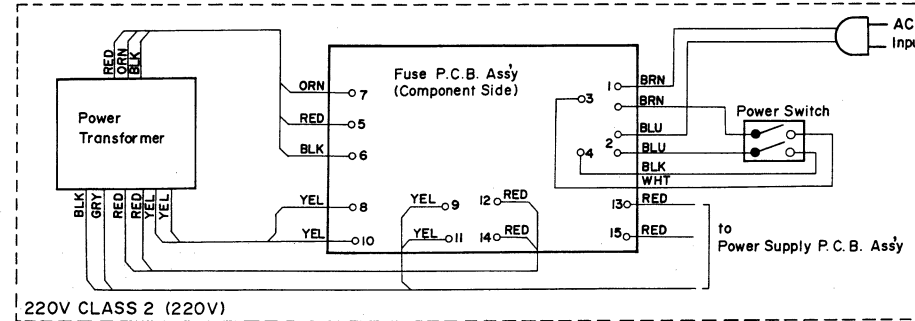 AC
Inpu
RED
ORN
BLK
Fuse P.C.B. Ass'y
(Component Side)
Power
Transformer
ORN
7
RED
5
BLK
6
YEL
8
YEL
10
BLK
GRY
RED
RED
YEL
YEL
YEL
9
YEL
11
12
RED
14
RED
3
4
1
BRN
BRN
BLU
2
BLU
BLK
WHT
13
RED
15
RED
Power Switch
to
Power Supply P.C.B. Ass'y
220V CLASS 2 (220V)